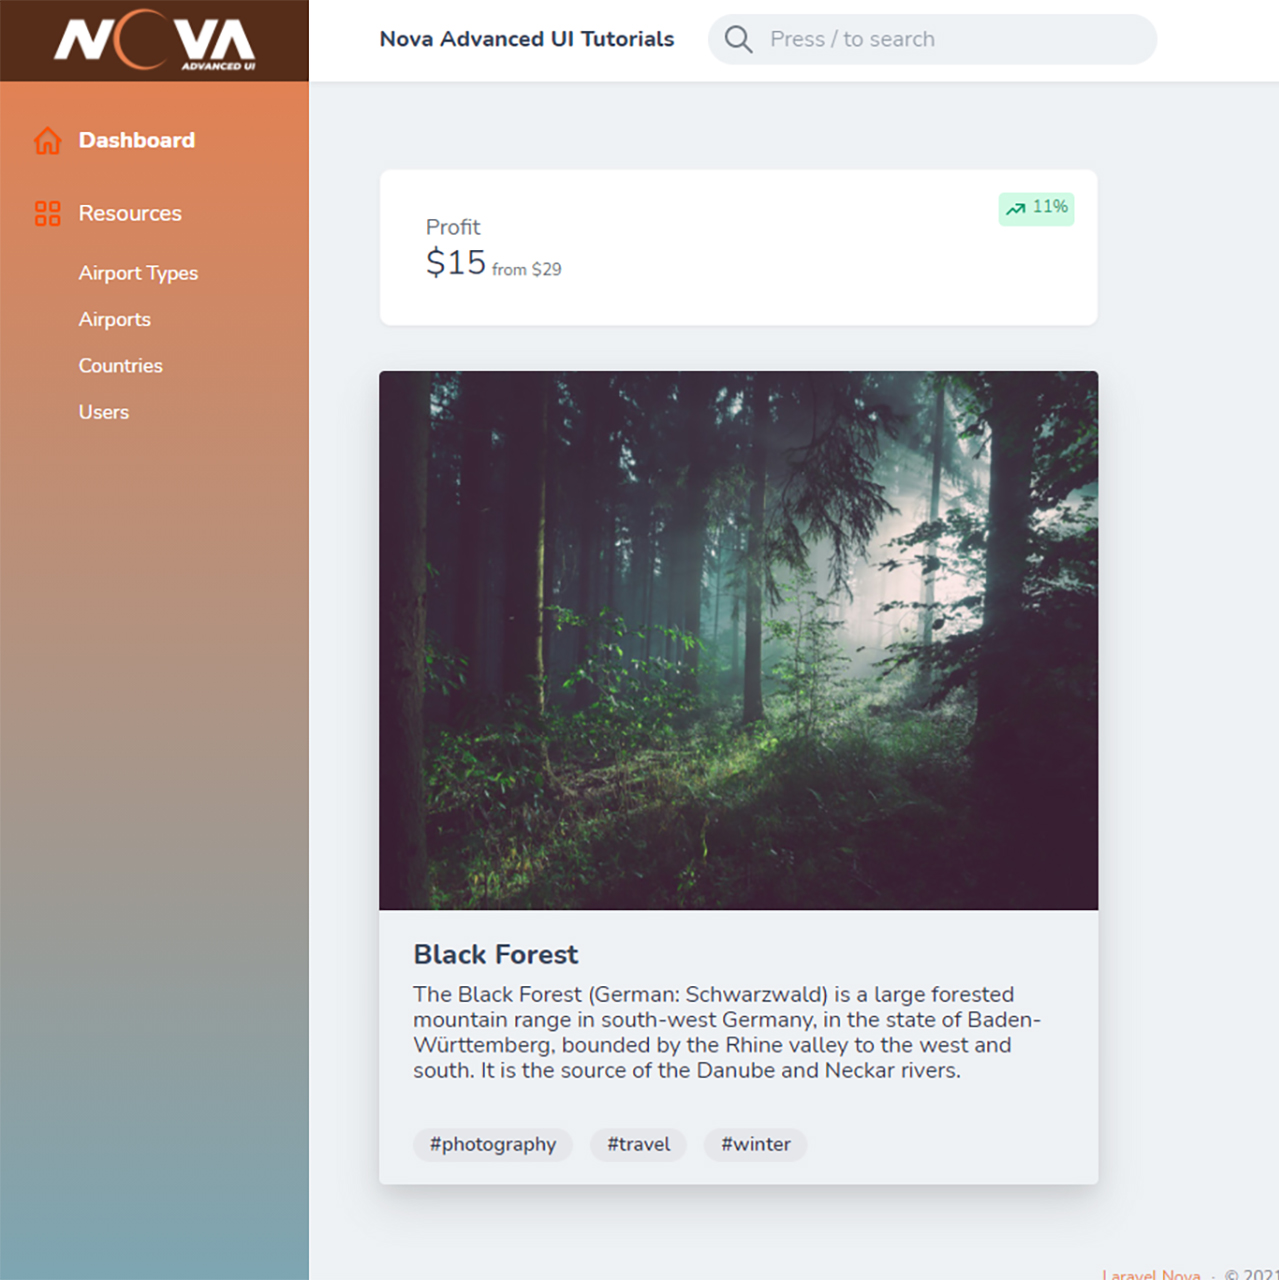 NOVA
ADVANCED UI
Nova Advanced UI Tutorials
Press / to search
Dashboard
Resources
Airport Types
Airports
Countries
Users
Profit
$15 from $29
11%
Black Forest
The Black Forest (German: Schwarzwald) is a large forested
mountain range in south-west Germany, in the state of Baden-
Württemberg, bounded by the Rhine valley to the west and
south. It is the source of the Danube and Neckar rivers.
#photography #travel #winter
Laravel Nova · © 2021